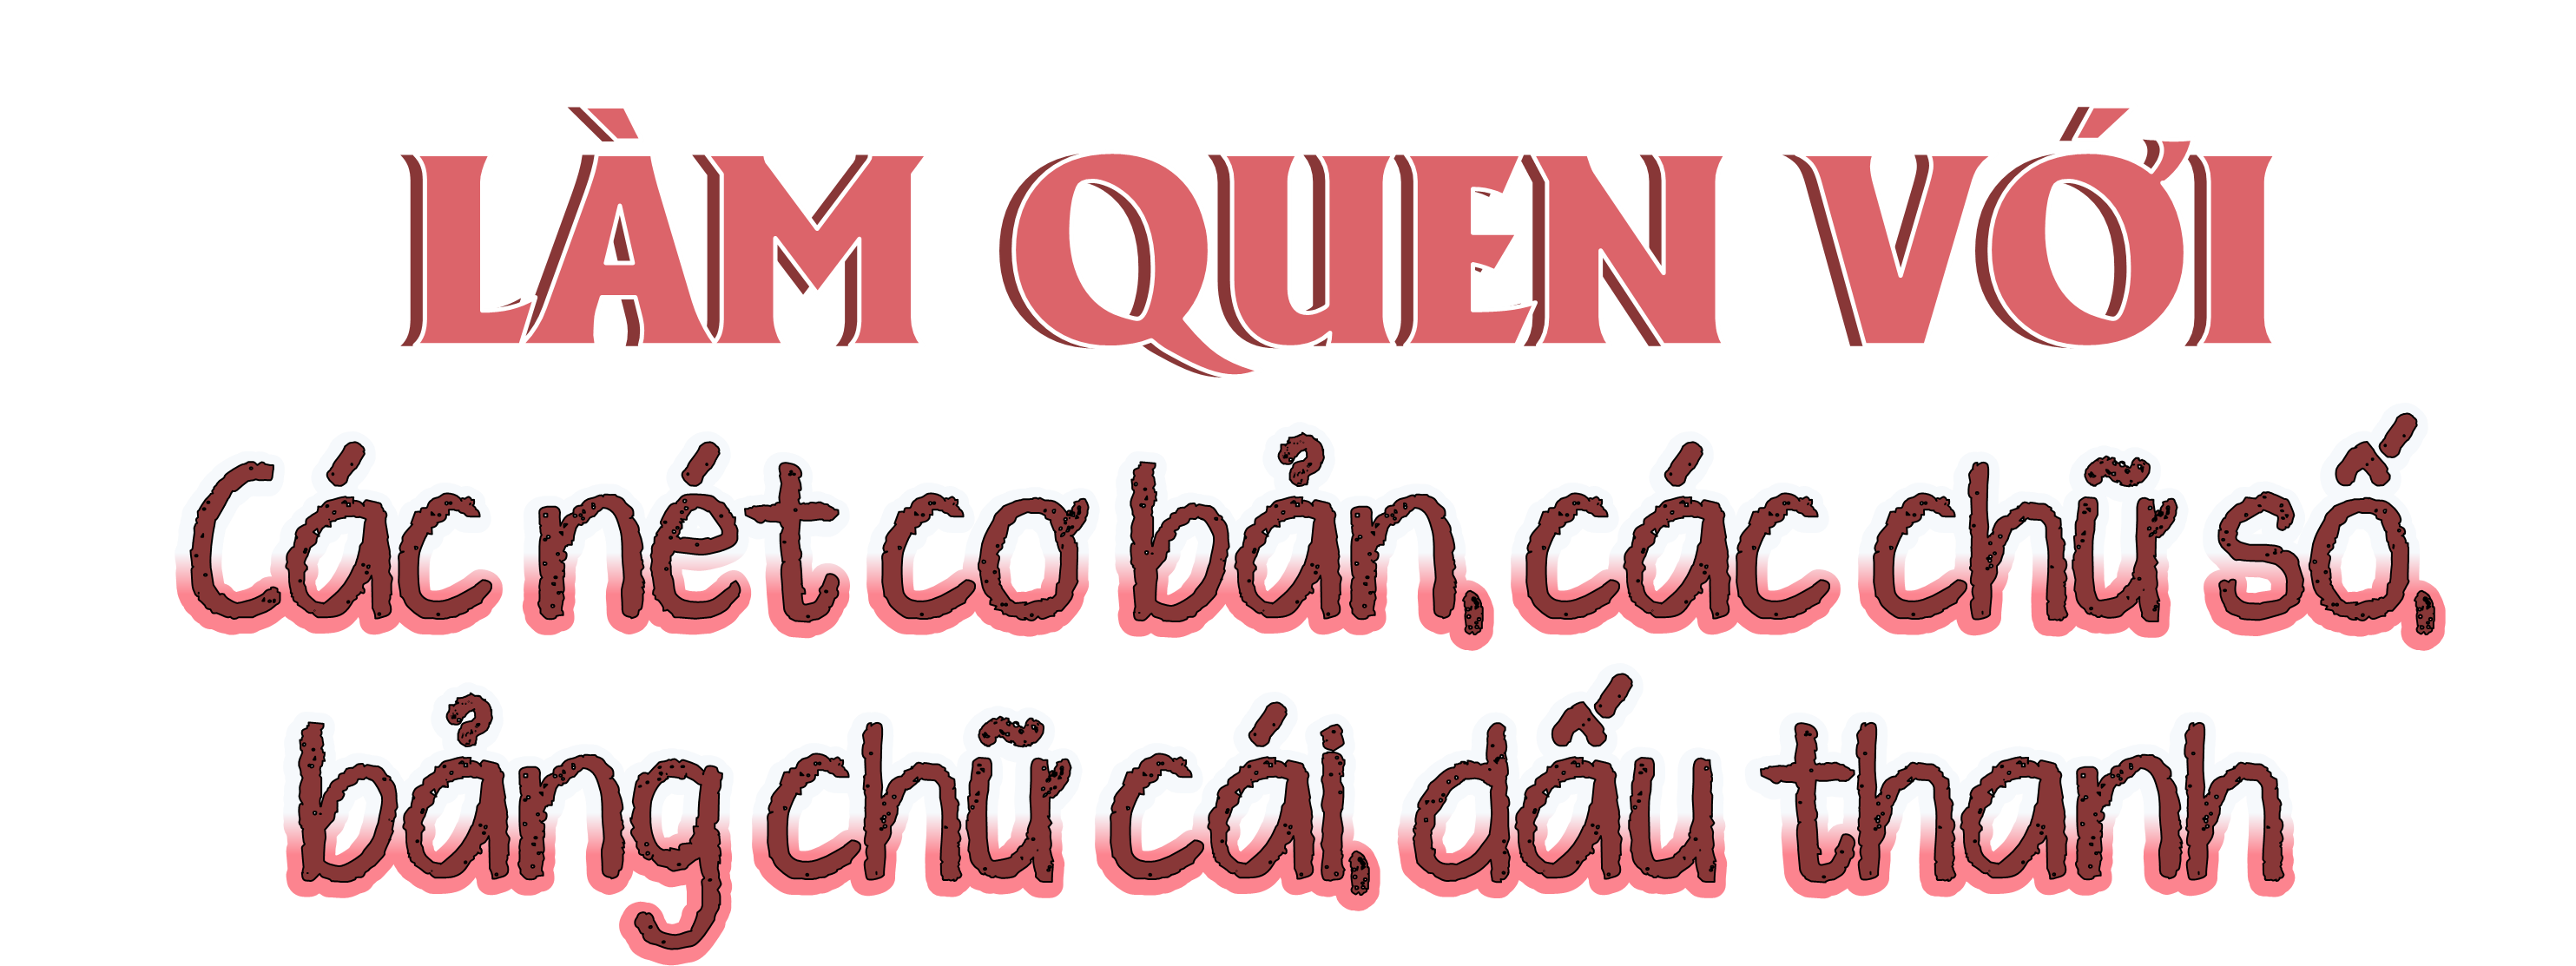 LÀM QUEN VỚI
Các nét cơ bản, các chữ số,
bảng chữ cái, dấu thanh